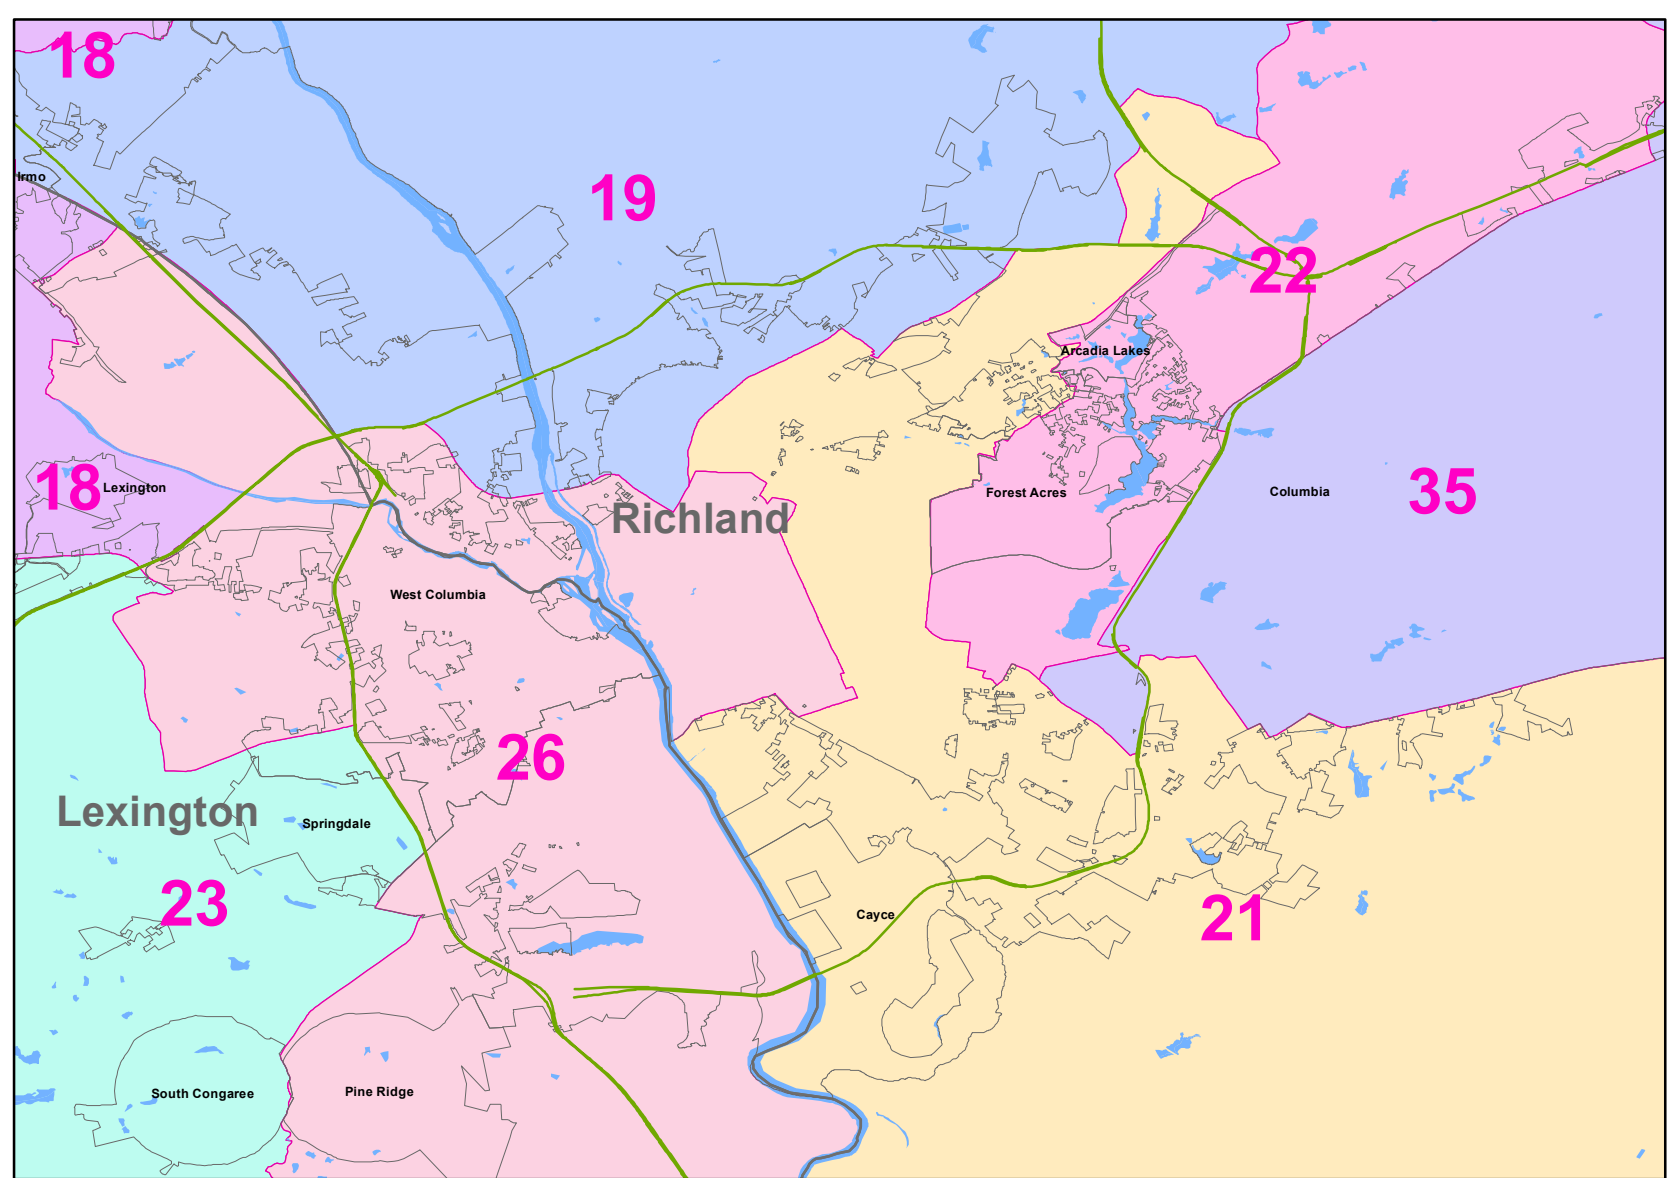 18
Irmo
19
22
Arcadia Lakes
18
Lexington
Forest Acres
Columbia
35
Richland
West Columbia
26
Lexington
Springdale
23
Cayce
21
South Congaree
Pine Ridge